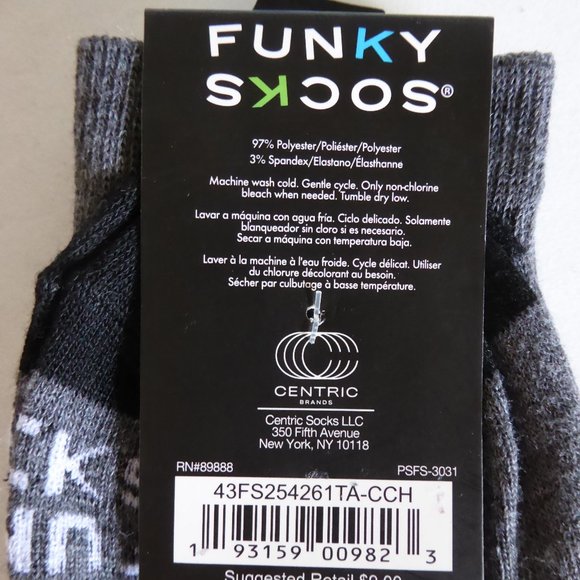 FUNKY
SOCKS®
97% Polyester/Poliéster/Polyester
3% Spandex/Elastano/Élasthanne
Machine wash cold. Gentle cycle. Only non-chlorine
bleach when needed. Tumble dry low.
Lavar a máquina con agua fría. Ciclo delicado. Solamente
blanqueador sin cloro si es necesario.
Secar a máquina con temperatura baja.
Laver à la machine à l'eau froide. Cycle délicat. Utiliser
du chlorure décolorant au besoin.
Sécher par culbutage à basse température.
CENTRIC
BRANDS
Centric Socks LLC
350 Fifth Avenue
New York, NY 10118
RN#89888 PSFS-3031
43FS254261TA-CCH
1 93159 00982 3
Suggested Retail